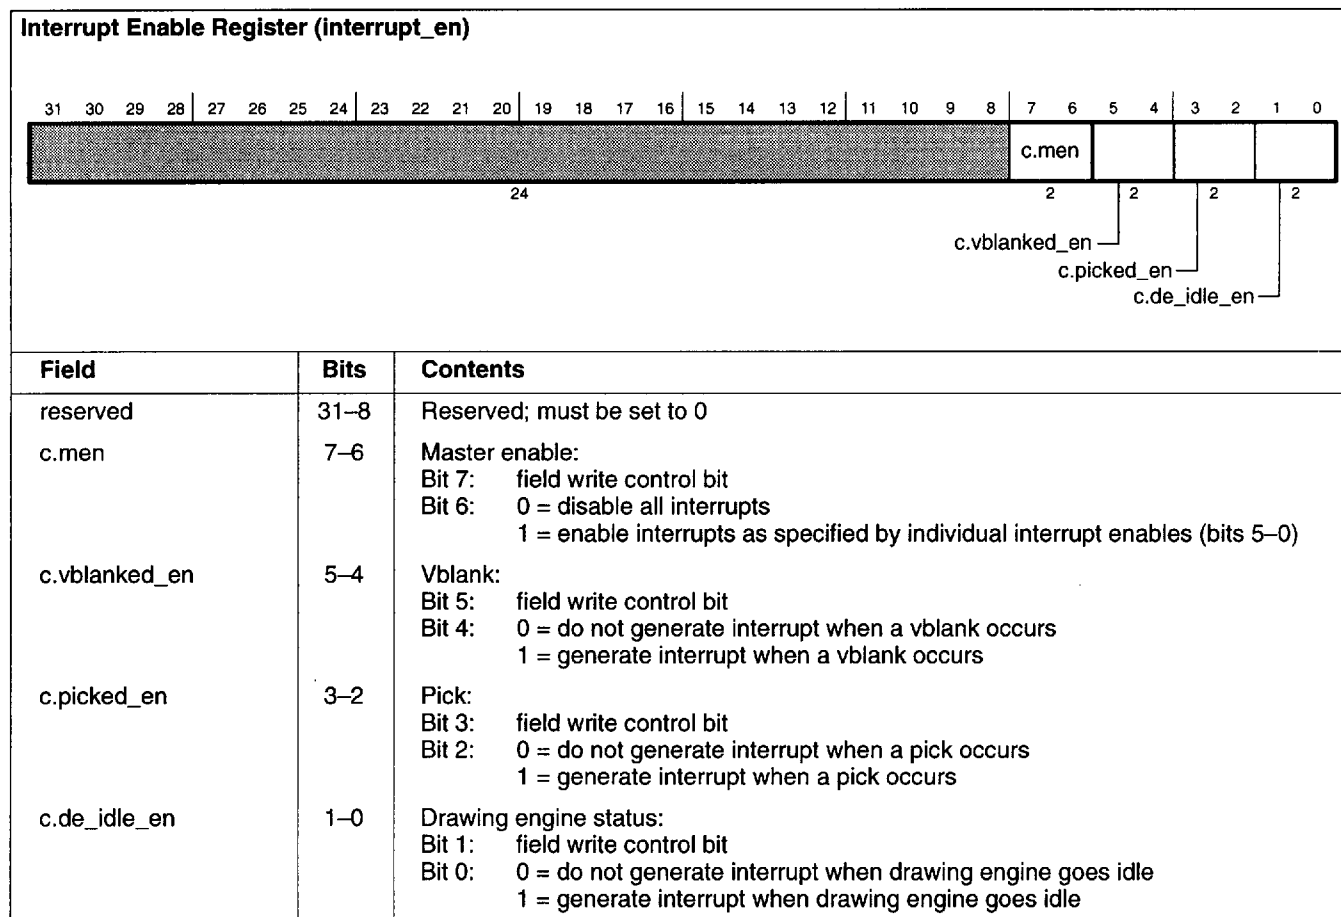 Interrupt Enable Register (interrupt_en)
31 30 29 28 27 26 25 24 23 22 21 20 19 18 17 16 15 14 13 12 11 10 9 8 7 6 5 4 3 2 1 0
c.men
24 2 2 2 2
c.vblanked_en
c.picked_en
c.de_idle_en
Field Bits Contents
reserved 31–8 Reserved; must be set to 0
c.men 7–6 Master enable:
Bit 7: field write control bit
Bit 6: 0 = disable all interrupts
1 = enable interrupts as specified by individual interrupt enables (bits 5–0)
c.vblanked_en 5–4 Vblank:
Bit 5: field write control bit
Bit 4: 0 = do not generate interrupt when a vblank occurs
1 = generate interrupt when a vblank occurs
c.picked_en 3–2 Pick:
Bit 3: field write control bit
Bit 2: 0 = do not generate interrupt when a pick occurs
1 = generate interrupt when a pick occurs
c.de_idle_en 1–0 Drawing engine status:
Bit 1: field write control bit
Bit 0: 0 = do not generate interrupt when drawing engine goes idle
1 = generate interrupt when drawing engine goes idle